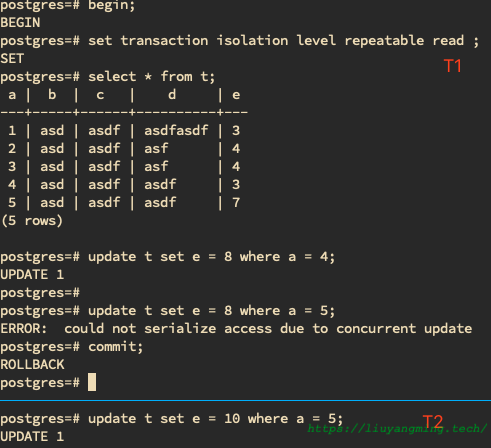 postgres=# begin;
BEGIN
postgres=# set transaction isolation level repeatable read ;
SET
T1
postgres=# select * from t;
 a |  b  |  c   |    d     | e
---+-----+------+----------+---
 1 | asd | asdf | asdfasdf | 3
 2 | asd | asdf | asf      | 4
 3 | asd | asdf | asf      | 4
 4 | asd | asdf | asdf     | 3
 5 | asd | asdf | asdf     | 7
(5 rows)
postgres=# update t set e = 8 where a = 4;
UPDATE 1
postgres=#
postgres=# update t set e = 8 where a = 5;
ERROR:  could not serialize access due to concurrent update
postgres=# commit;
ROLLBACK
postgres=#
postgres=# update t set e = 10 where a = 5;
T2
https://liuyangming.tech/
UPDATE 1